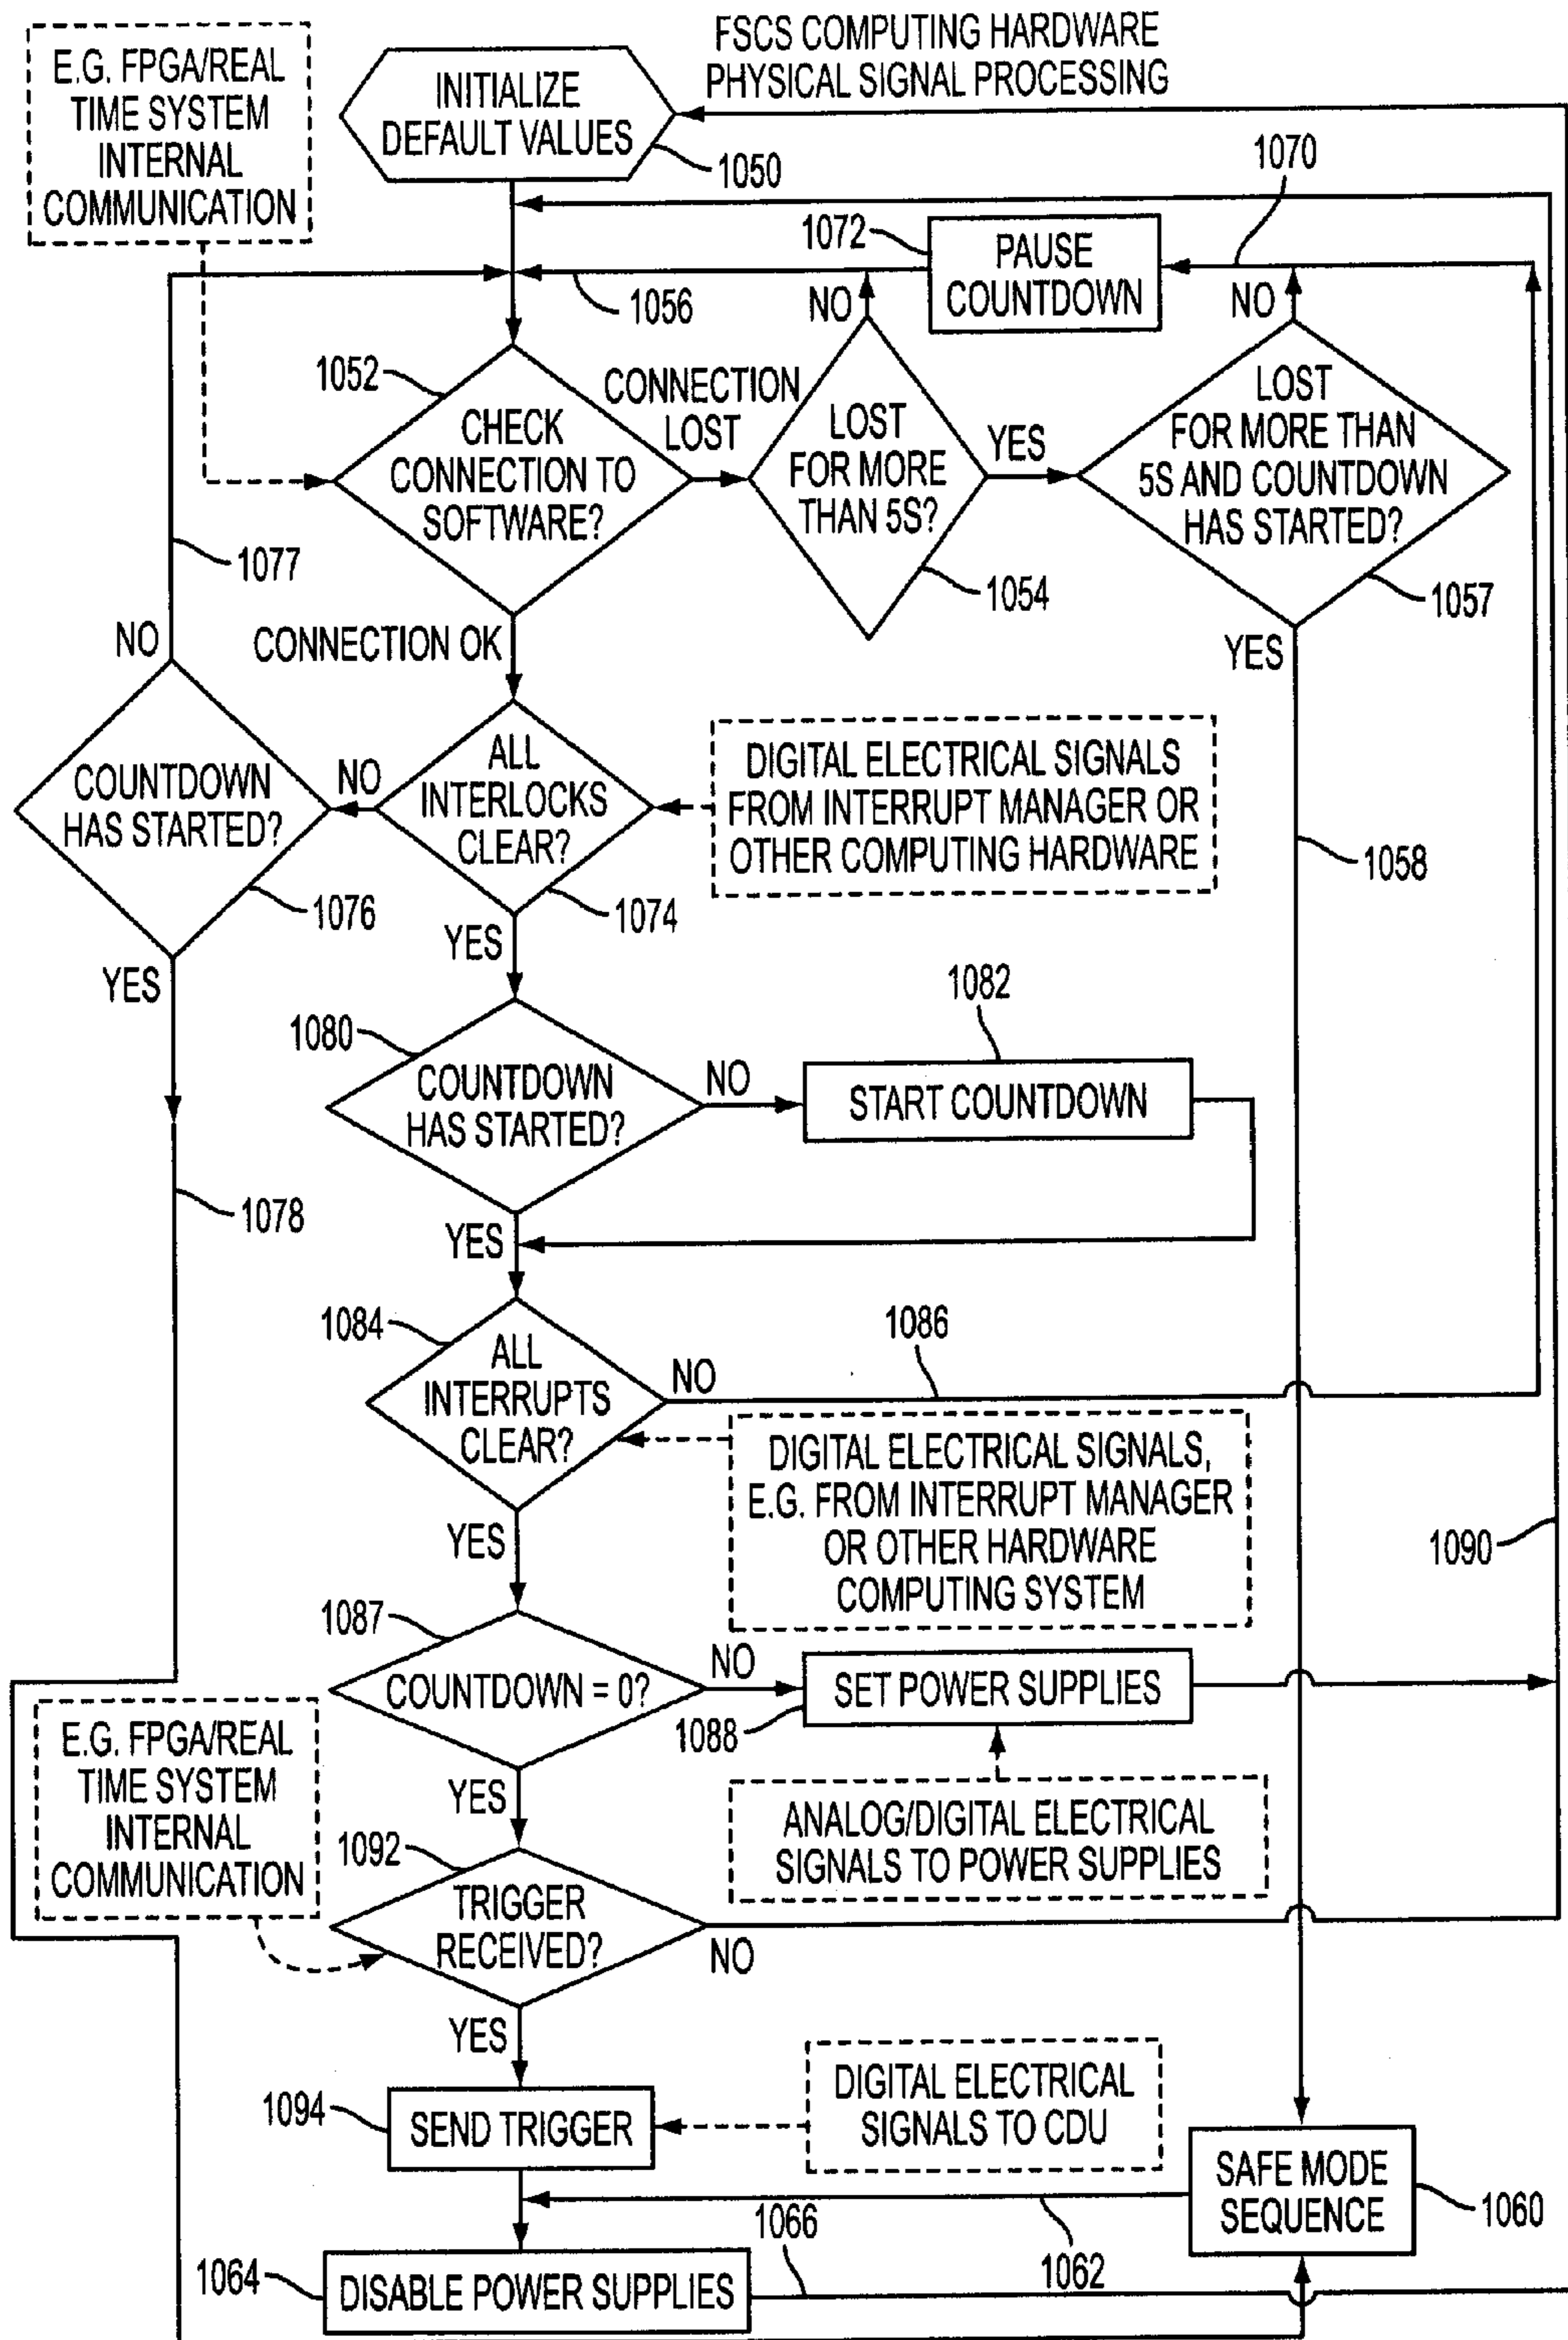 FSCS COMPUTING HARDWARE
PHYSICAL SIGNAL PROCESSING
E.G. FPGA/REAL
TIME SYSTEM
INTERNAL
COMMUNICATION
INITIALIZE
DEFAULT VALUES
1050
1070
1072
PAUSE
COUNTDOWN
1056
NO
NO
1052
CHECK
CONNECTION TO
SOFTWARE?
CONNECTION
LOST
LOST
FOR MORE
THAN 5S?
YES
LOST
FOR MORE THAN
5S AND COUNTDOWN
HAS STARTED?
1077
1054
1057
NO
CONNECTION OK
YES
COUNTDOWN
HAS STARTED?
NO
ALL
INTERLOCKS
CLEAR?
DIGITAL ELECTRICAL SIGNALS
FROM INTERRUPT MANAGER OR
OTHER COMPUTING HARDWARE
1058
1076
1074
YES
YES
1080
COUNTDOWN
HAS STARTED?
NO
1082
START COUNTDOWN
1078
YES
1084
ALL
INTERRUPTS
CLEAR?
NO
1086
DIGITAL ELECTRICAL SIGNALS,
E.G. FROM INTERRUPT MANAGER
OR OTHER HARDWARE
COMPUTING SYSTEM
YES
1090
1087
COUNTDOWN = 0?
NO
SET POWER SUPPLIES
1088
E.G. FPGA/REAL
TIME SYSTEM
INTERNAL
COMMUNICATION
YES
ANALOG/DIGITAL ELECTRICAL
SIGNALS TO POWER SUPPLIES
1092
TRIGGER
RECEIVED?
NO
YES
1094
SEND TRIGGER
DIGITAL ELECTRICAL
SIGNALS TO CDU
SAFE MODE
SEQUENCE
1060
1066
1062
1064
DISABLE POWER SUPPLIES